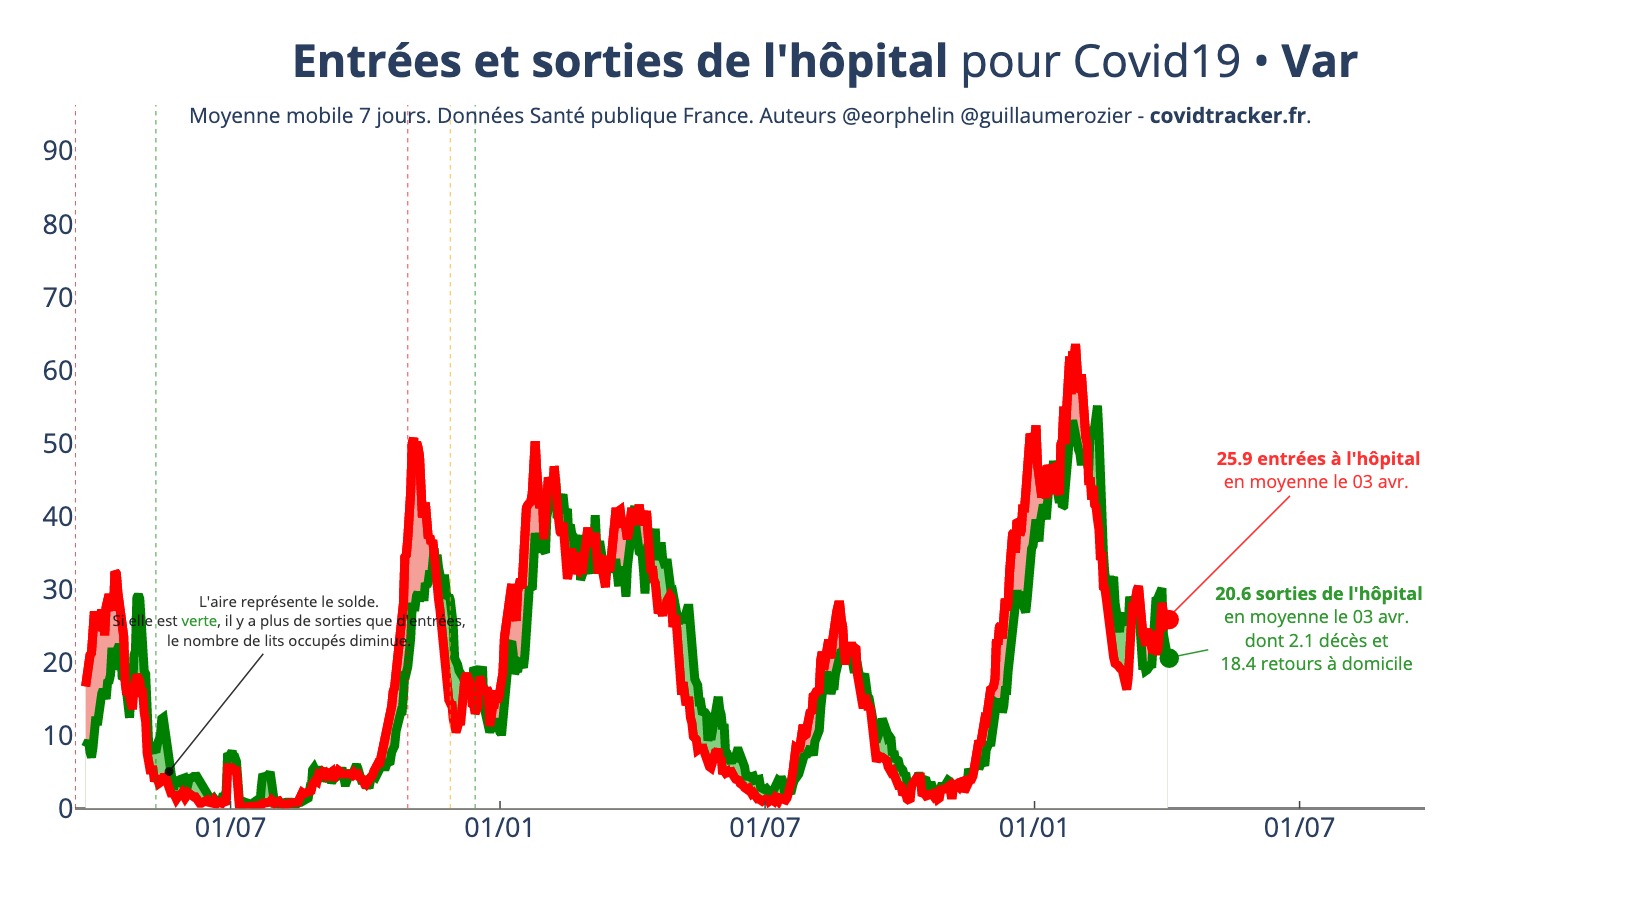 Entrées et sorties de l'hôpital pour Covid19 • Var
Moyenne mobile 7 jours. Données Santé publique France. Auteurs @eorphelin @guillaumerozier - covidtracker.fr.
90
80
70
60
50
40
30
20
10
0
L'aire représente le solde.
Si elle est verte, il y a plus de sorties que d'entrées,
le nombre de lits occupés diminue.
25.9 entrées à l'hôpital
en moyenne le 03 avr.
20.6 sorties de l'hôpital
en moyenne le 03 avr.
dont 2.1 décès et
18.4 retours à domicile
01/07
01/01
01/07
01/01
01/07